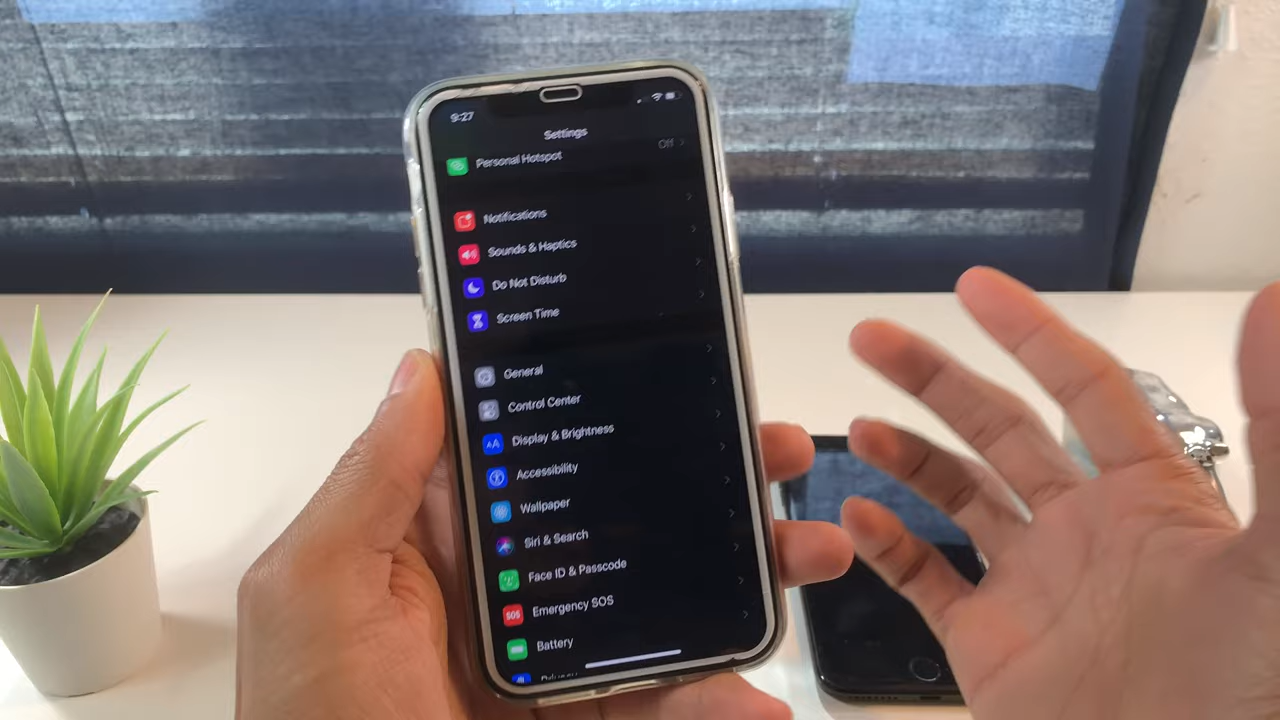 9:27
Settings
Personal Hotspot Off
Notifications
Sounds & Haptics
Do Not Disturb
Screen Time
General
Control Center
AA Display & Brightness
Accessibility
Wallpaper
Siri & Search
Face ID & Passcode
SOS Emergency SOS
Battery